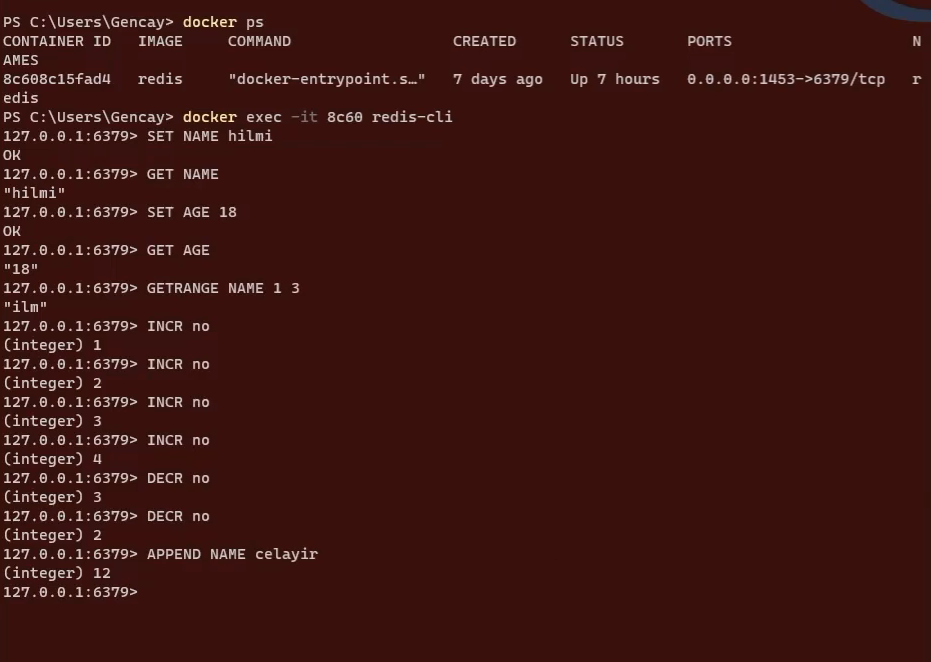 PS C:\Users\Gencay> docker ps
CONTAINER ID   IMAGE     COMMAND                  CREATED      STATUS       PORTS                    N
AMES
8c608c15fad4   redis     "docker-entrypoint.s…"   7 days ago   Up 7 hours   0.0.0.0:1453->6379/tcp   r
edis
PS C:\Users\Gencay> docker exec -it 8c60 redis-cli
127.0.0.1:6379> SET NAME hilmi
OK
127.0.0.1:6379> GET NAME
"hilmi"
127.0.0.1:6379> SET AGE 18
OK
127.0.0.1:6379> GET AGE
"18"
127.0.0.1:6379> GETRANGE NAME 1 3
"ilm"
127.0.0.1:6379> INCR no
(integer) 1
127.0.0.1:6379> INCR no
(integer) 2
127.0.0.1:6379> INCR no
(integer) 3
127.0.0.1:6379> INCR no
(integer) 4
127.0.0.1:6379> DECR no
(integer) 3
127.0.0.1:6379> DECR no
(integer) 2
127.0.0.1:6379> APPEND NAME celayir
(integer) 12
127.0.0.1:6379>